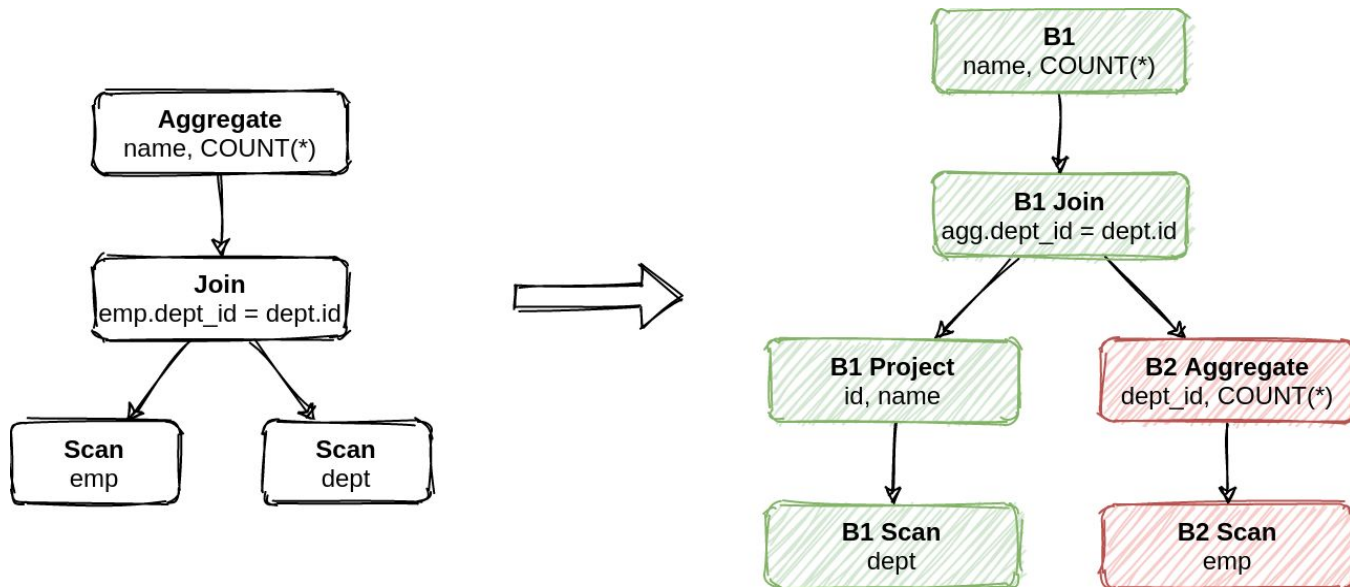 Aggregate
name, COUNT(*)
Join
emp.dept_id = dept.id
Scan
emp
Scan
dept
B1
name, COUNT(*)
B1 Join
agg.dept_id = dept.id
B1 Project
id, name
B2 Aggregate
dept_id, COUNT(*)
B1 Scan
dept
B2 Scan
emp